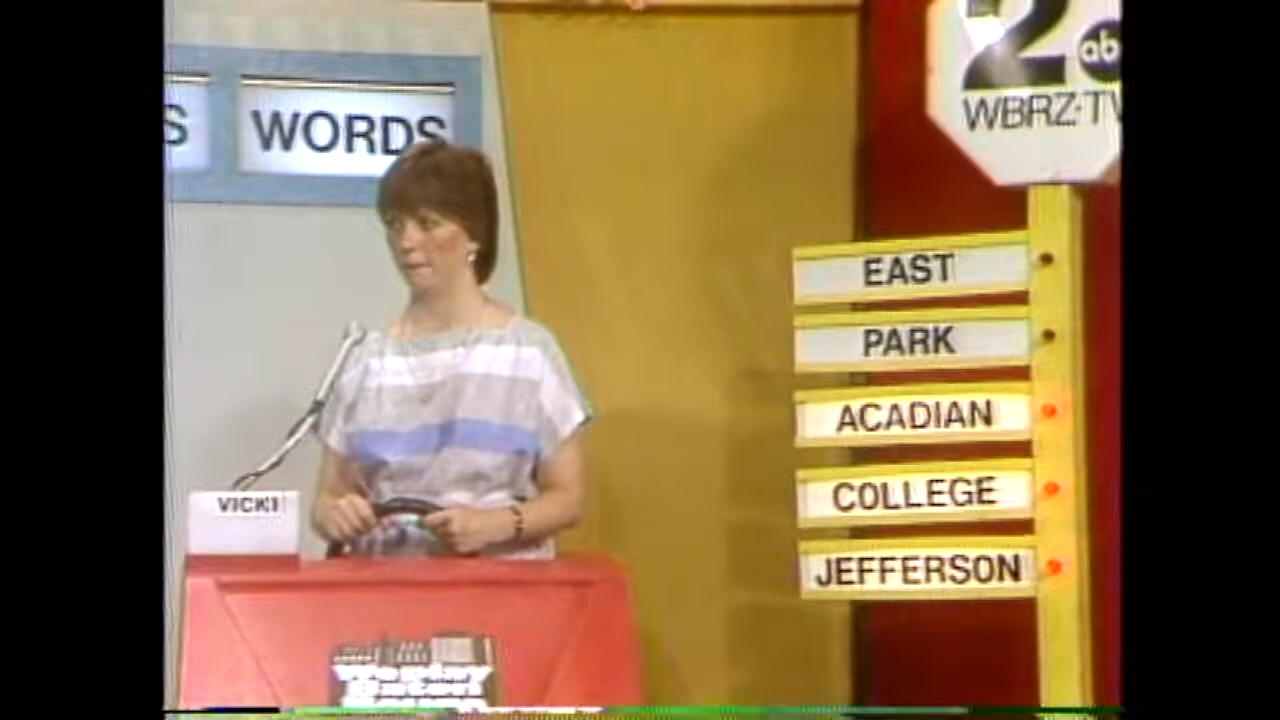 S WORDS
2 abc
WBRZ-TV
EAST
PARK
ACADIAN
COLLEGE
JEFFERSON
VICKI